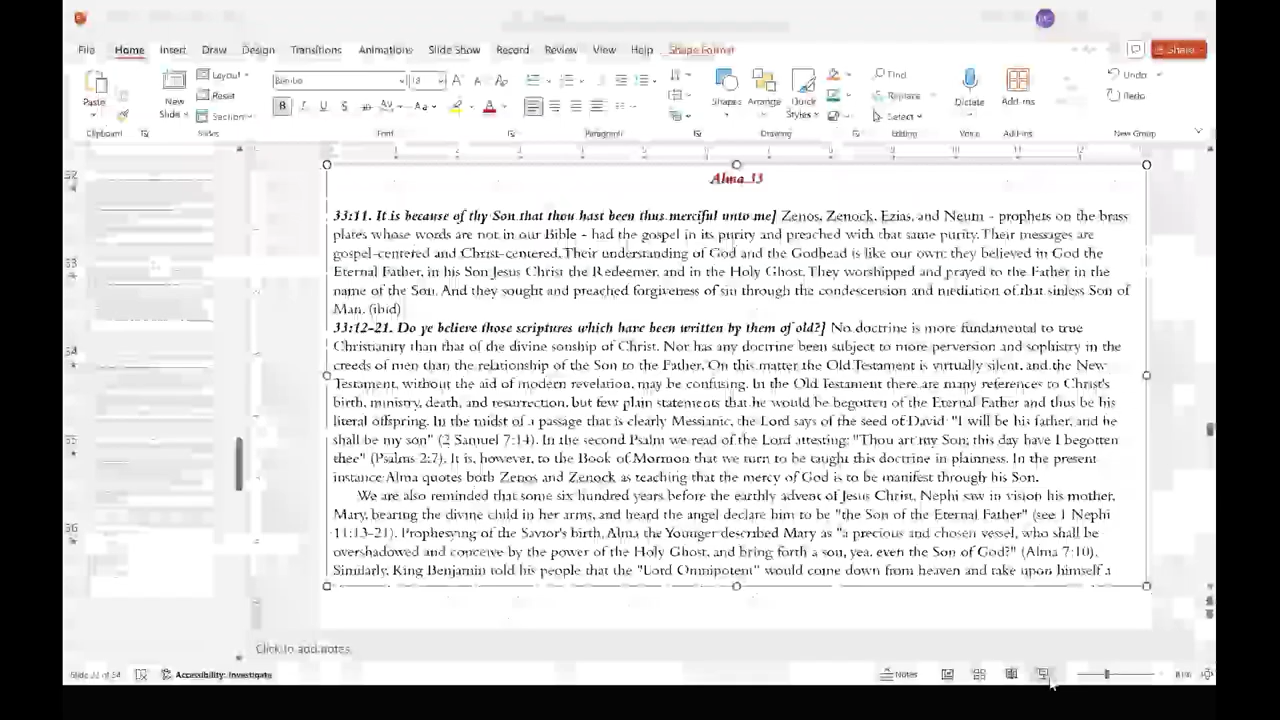 File Home Insert Draw Design Transitions Animations Slide Show Record Review View Help Shape Format Share
Paste New Slide Layout Reset Section Shapes Arrange Quick Styles Find Replace Select Dictate Add-ins Undo Redo
Clipboard Slides Font Paragraph Drawing Editing Voice Add-ins New Group
Alma 33
33:11. It is because of thy Son that thou hast been thus merciful unto me] Zenos, Zenock, Ezias, and Neum - prophets on the brass
plates whose words are not in our Bible - had the gospel in its purity and preached with that same purity. Their messages are
gospel-centered and Christ-centered. Their understanding of God and the Godhead is like our own: they believed in God the
Eternal Father, in his Son Jesus Christ the Redeemer, and in the Holy Ghost. They worshipped and prayed to the Father in the
name of the Son. And they sought and preached forgiveness of sin through the condescension and mediation of that sinless Son of
Man. (ibid)
33:12-21. Do ye believe those scriptures which have been written by them of old?] No doctrine is more fundamental to true
Christianity than that of the divine sonship of Christ. Nor has any doctrine been subject to more perversion and sophistry in the
creeds of men than the relationship of the Son to the Father. On this matter the Old Testament is virtually silent, and the New
Testament, without the aid of modern revelation, may be confusing. In the Old Testament there are many references to Christ's
birth, ministry, death, and resurrection, but few plain statements that he would be begotten of the Eternal Father and thus be his
literal offspring. In the midst of a passage that is clearly Messianic, the Lord says of the seed of David "I will be his father, and he
shall be my son" (2 Samuel 7:14). In the second Psalm we read of the Lord attesting: "Thou art my Son; this day have I begotten
thee" (Psalms 2:7). It is, however, to the Book of Mormon that we turn to be taught this doctrine in plainness. In the present
instance Alma quotes both Zenos and Zenock as teaching that the mercy of God is to be manifest through his Son.
We are also reminded that some six hundred years before the earthly advent of Jesus Christ, Nephi saw in vision his mother,
Mary, bearing the divine child in her arms, and heard the angel declare him to be "the Son of the Eternal Father" (see 1 Nephi
11:13-21). Prophesying of the Savior's birth, Alma the Younger described Mary as "a precious and chosen vessel, who shall be
overshadowed and conceive by the power of the Holy Ghost, and bring forth a son, yea, even the Son of God?" (Alma 7:10).
Similarly, King Benjamin told his people that the "Lord Omnipotent" would come down from heaven and take upon himself a
Click to add notes
Accessibility: Investigate Notes